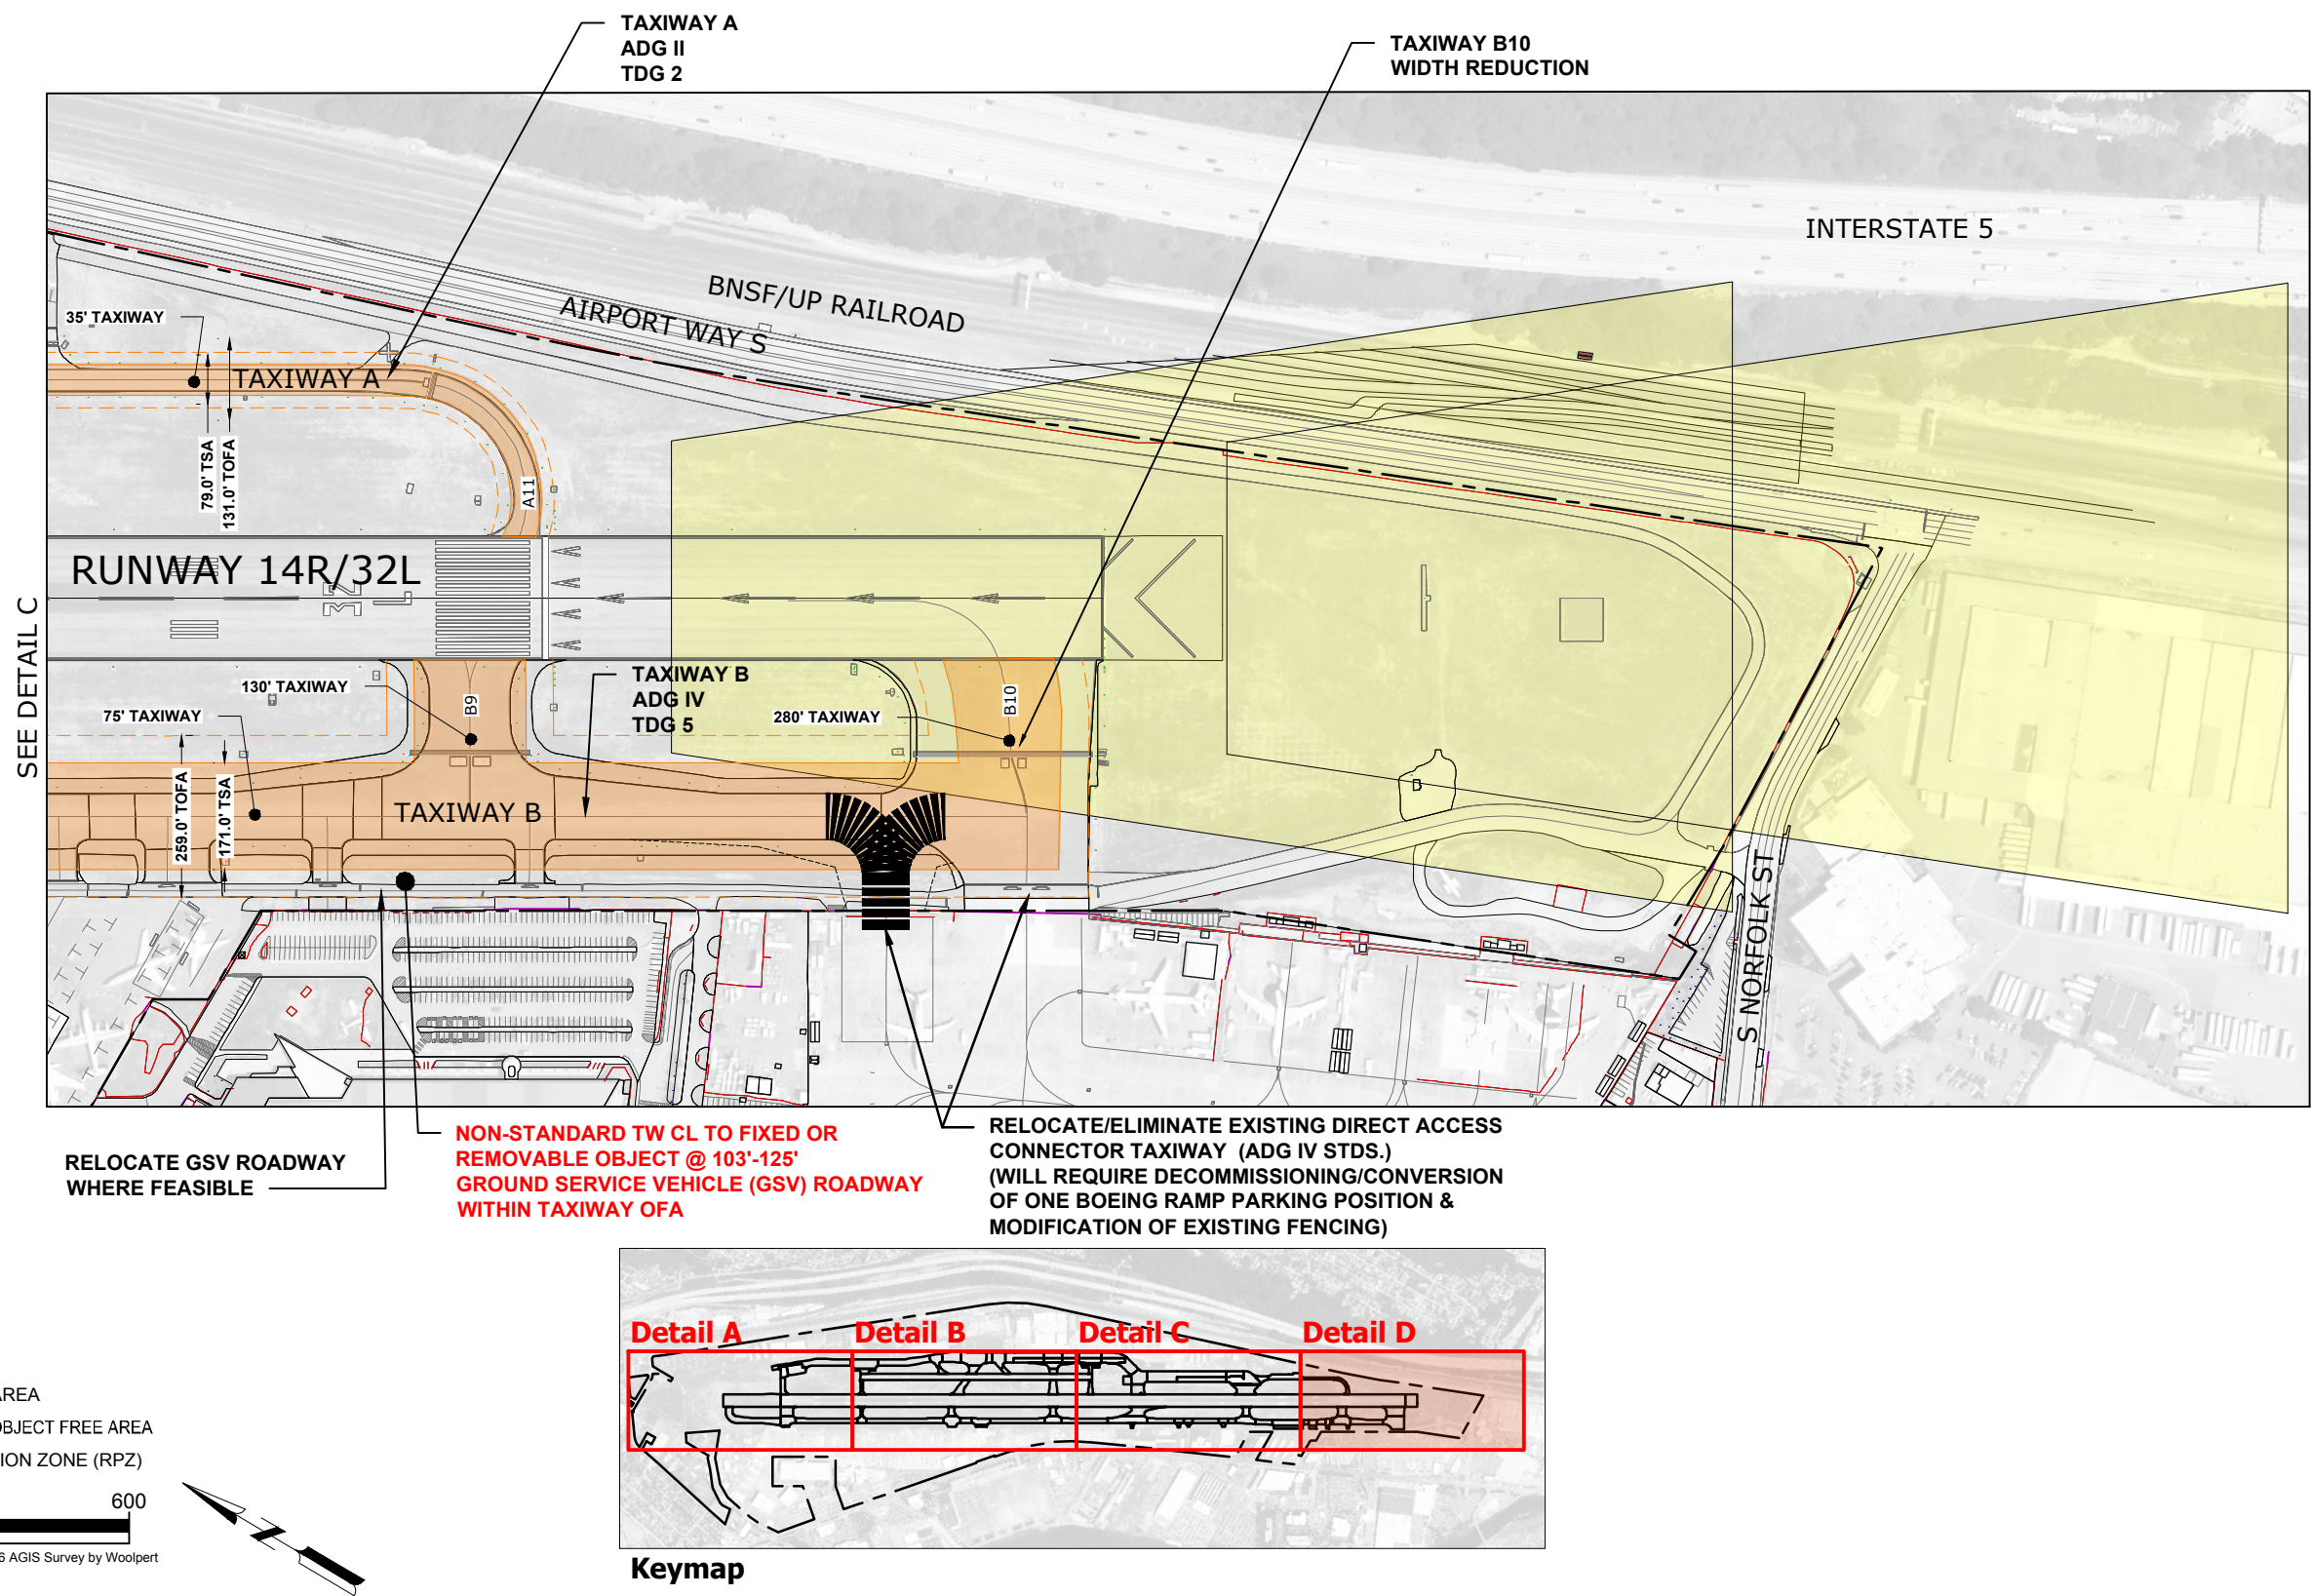 TAXIWAY A
ADG II
TDG 2
TAXIWAY B10
WIDTH REDUCTION
INTERSTATE 5
BNSF/UP RAILROAD
AIRPORT WAY S
35' TAXIWAY
TAXIWAY A
79.0' TSA
131.0' TOFA
A11
RUNWAY 14R/32L
32
L
SEE DETAIL C
130' TAXIWAY
B9
TAXIWAY B
ADG IV
TDG 5
75' TAXIWAY
280' TAXIWAY
B10
259.0' TOFA
171.0' TSA
TAXIWAY B
S NORFOLK ST
RELOCATE GSV ROADWAY
WHERE FEASIBLE
NON-STANDARD TW CL TO FIXED OR
REMOVABLE OBJECT @ 103'-125'
GROUND SERVICE VEHICLE (GSV) ROADWAY
WITHIN TAXIWAY OFA
RELOCATE/ELIMINATE EXISTING DIRECT ACCESS
CONNECTOR TAXIWAY (ADG IV STDS.)
(WILL REQUIRE DECOMMISSIONING/CONVERSION
OF ONE BOEING RAMP PARKING POSITION &
MODIFICATION OF EXISTING FENCING)
Detail A
Detail B
Detail C
Detail D
Keymap
AREA
OBJECT FREE AREA
ION ZONE (RPZ)
600
6 AGIS Survey by Woolpert
N